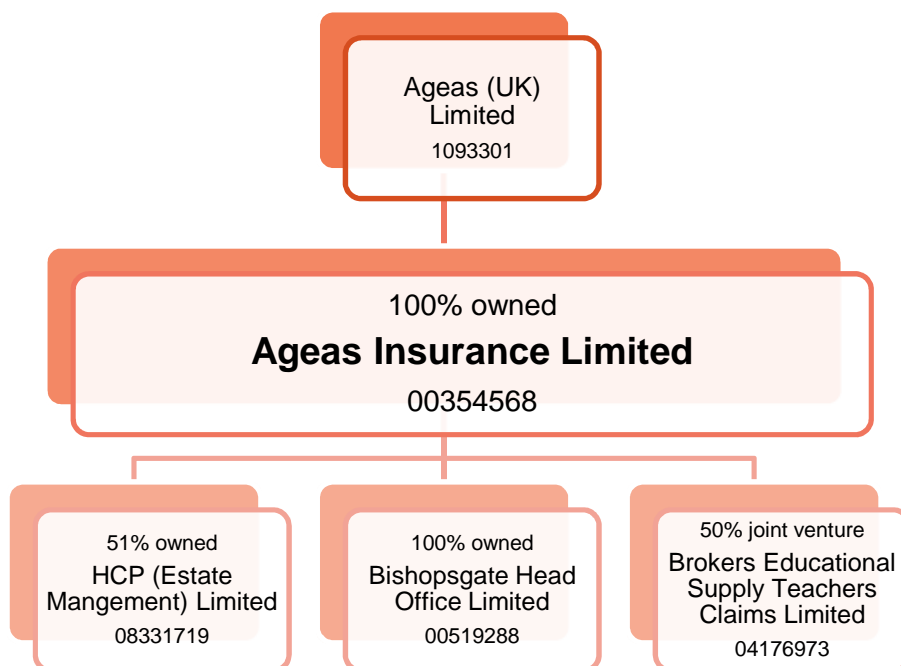 Ageas (UK)
Limited
1093301
100% owned
Ageas Insurance Limited
00354568
51% owned
HCP (Estate
Mangement) Limited
08331719
100% owned
Bishopsgate Head
Office Limited
00519288
50% joint venture
Brokers Educational
Supply Teachers
Claims Limited
04176973